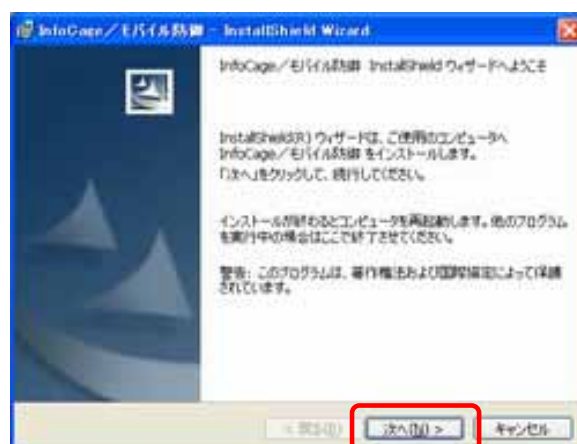 InfoCage／モバイル防御 - InstallShield Wizard
InfoCage／モバイル防御 InstallShield ウィザードへようこそ
InstallShield(R) ウィザードは、ご使用のコンピュータへ
InfoCage／モバイル防御 をインストールします。
「次へ」をクリックして、続行してください。
インストールが終わるとコンピュータを再起動します。他のプログラム
を実行中の場合はここで終了させてください。
警告: このプログラムは、著作権法および国際協定によって保護
されています。
< 戻る(B)
次へ(N) >
キャンセル